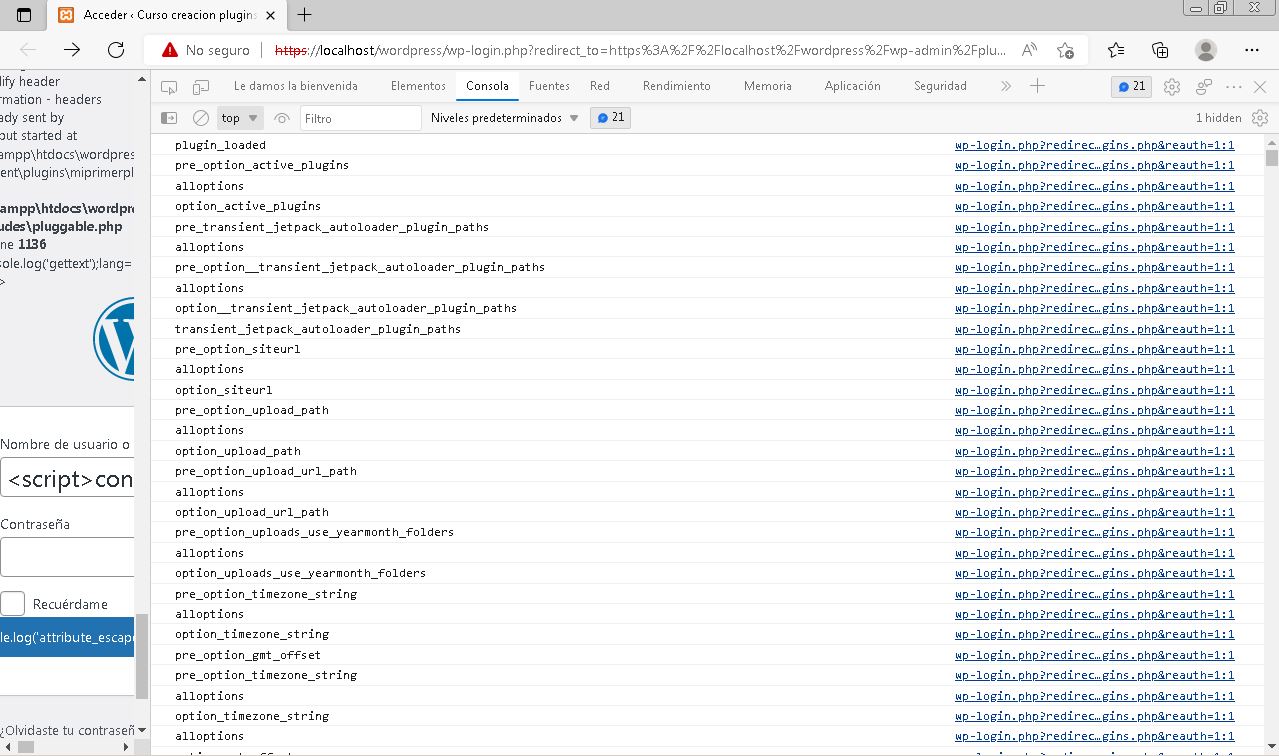 Acceder ‹ Curso creacion plugins
No seguro
https://localhost/wordpress/wp-login.php?redirect_to=https%3A%2F%2Flocalhost%2Fwordpress%2Fwp-admin%2Fplu...
dify header
rmation - headers
ady sent by
put started at
ampp\htdocs\wordpres
ent\plugins\miprimerpl
ampp\htdocs\wordpre
udes\pluggable.php
ne 1136
sole.log('gettext');lang=
>
Nombre de usuario o
<script>con
Contraseña
Recuérdame
le.log('attribute_escape
¿Olvidaste tu contraseñ
Le damos la bienvenida
Elementos
Consola
Fuentes
Red
Rendimiento
Memoria
Aplicación
Seguridad
21
top
Filtro
Niveles predeterminados
21
1 hidden
plugin_loaded wp-login.php?redirec…gins.php&reauth=1:1
pre_option_active_plugins wp-login.php?redirec…gins.php&reauth=1:1
alloptions wp-login.php?redirec…gins.php&reauth=1:1
option_active_plugins wp-login.php?redirec…gins.php&reauth=1:1
pre_transient_jetpack_autoloader_plugin_paths wp-login.php?redirec…gins.php&reauth=1:1
alloptions wp-login.php?redirec…gins.php&reauth=1:1
pre_option__transient_jetpack_autoloader_plugin_paths wp-login.php?redirec…gins.php&reauth=1:1
alloptions wp-login.php?redirec…gins.php&reauth=1:1
option__transient_jetpack_autoloader_plugin_paths wp-login.php?redirec…gins.php&reauth=1:1
transient_jetpack_autoloader_plugin_paths wp-login.php?redirec…gins.php&reauth=1:1
pre_option_siteurl wp-login.php?redirec…gins.php&reauth=1:1
alloptions wp-login.php?redirec…gins.php&reauth=1:1
option_siteurl wp-login.php?redirec…gins.php&reauth=1:1
pre_option_upload_path wp-login.php?redirec…gins.php&reauth=1:1
alloptions wp-login.php?redirec…gins.php&reauth=1:1
option_upload_path wp-login.php?redirec…gins.php&reauth=1:1
pre_option_upload_url_path wp-login.php?redirec…gins.php&reauth=1:1
alloptions wp-login.php?redirec…gins.php&reauth=1:1
option_upload_url_path wp-login.php?redirec…gins.php&reauth=1:1
pre_option_uploads_use_yearmonth_folders wp-login.php?redirec…gins.php&reauth=1:1
alloptions wp-login.php?redirec…gins.php&reauth=1:1
option_uploads_use_yearmonth_folders wp-login.php?redirec…gins.php&reauth=1:1
pre_option_timezone_string wp-login.php?redirec…gins.php&reauth=1:1
alloptions wp-login.php?redirec…gins.php&reauth=1:1
option_timezone_string wp-login.php?redirec…gins.php&reauth=1:1
pre_option_gmt_offset wp-login.php?redirec…gins.php&reauth=1:1
pre_option_timezone_string wp-login.php?redirec…gins.php&reauth=1:1
alloptions wp-login.php?redirec…gins.php&reauth=1:1
option_timezone_string wp-login.php?redirec…gins.php&reauth=1:1
alloptions wp-login.php?redirec…gins.php&reauth=1:1